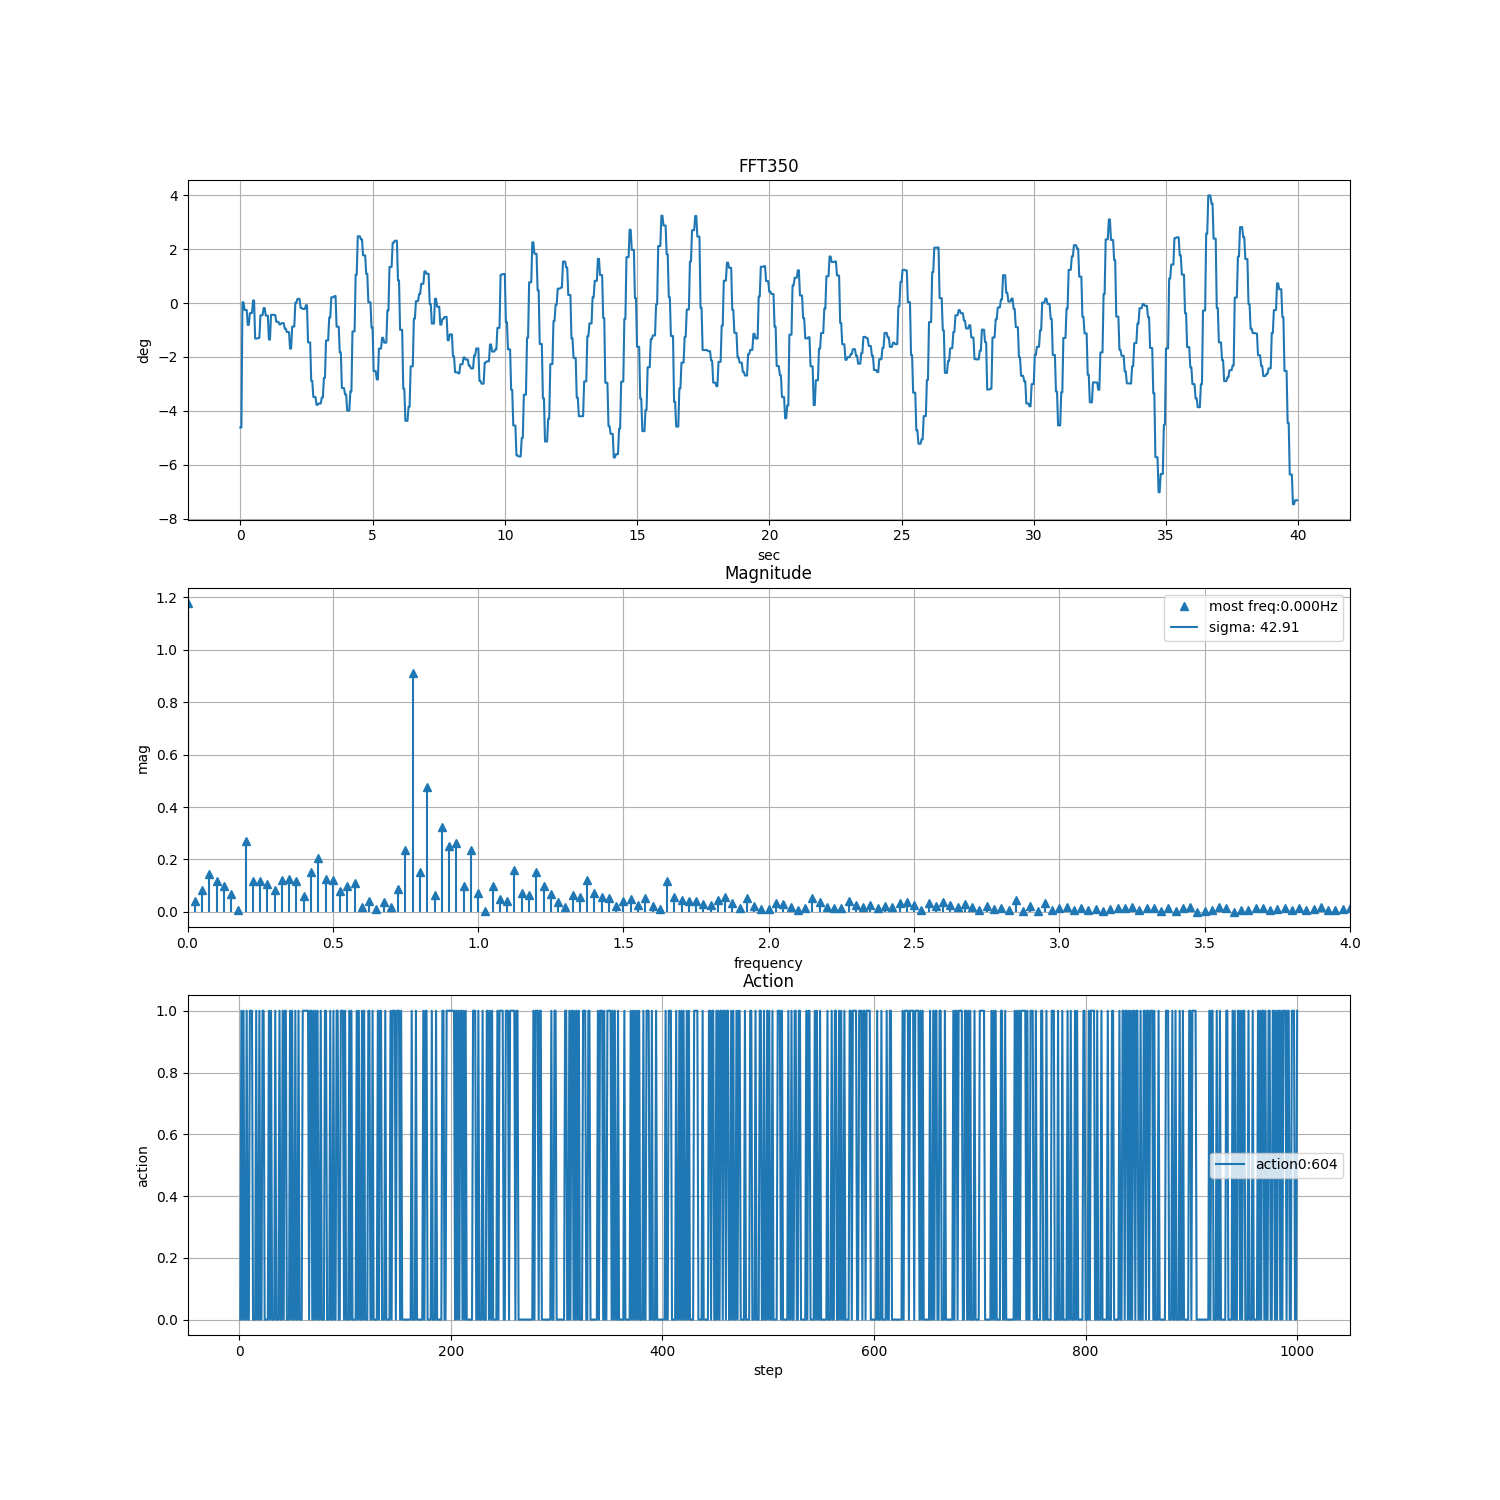 FFT350
4
2
0
−2
−4
−6
−8
deg
0 5 10 15 20 25 30 35 40
sec
Magnitude
1.2
1.0
0.8
0.6
0.4
0.2
0.0
mag
most freq:0.000Hz
sigma: 42.91
0.0 0.5 1.0 1.5 2.0 2.5 3.0 3.5 4.0
frequency
Action
1.0
0.8
0.6
0.4
0.2
0.0
action
action0:604
0 200 400 600 800 1000
step